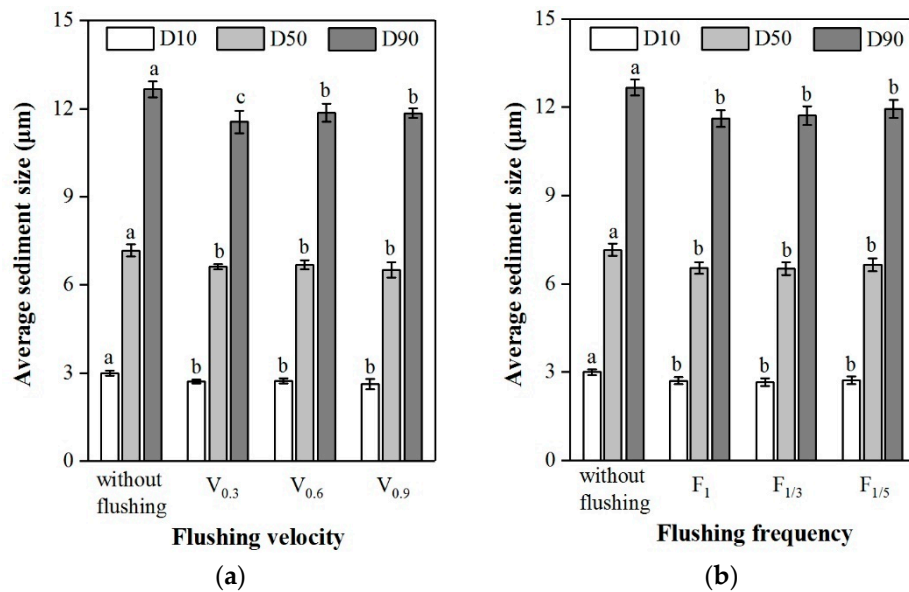 15
12
9
6
3
0
Average sediment size (μm)
D10 D50 D90
a a a
b b c
b b b
b b b
without
flushing
V0.3
V0.6
V0.9
Flushing velocity
(a)
15
12
9
6
3
0
Average sediment size (μm)
D10 D50 D90
a a a
b b b
b b b
b b b
without
flushing
F1
F1/3
F1/5
Flushing frequency
(b)